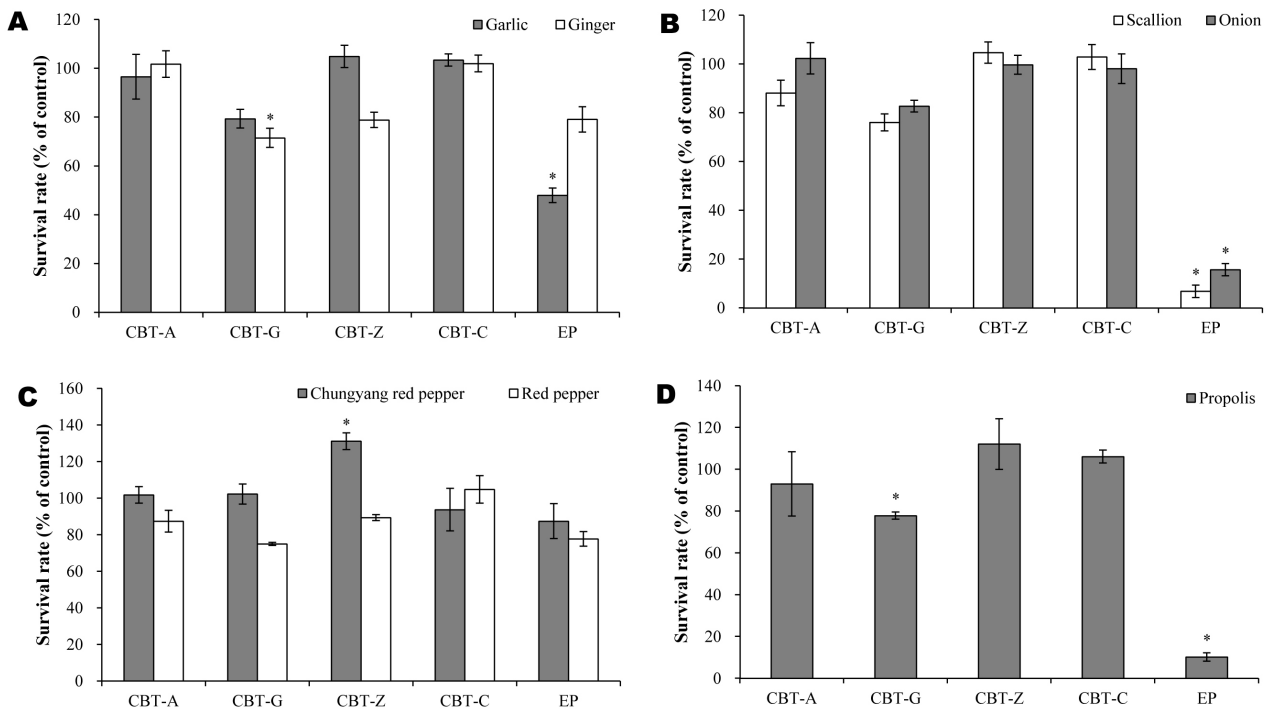 A
Garlic Ginger
Survival rate (% of control)
120
100
80
60
40
20
0
*
*
CBT-A CBT-G CBT-Z CBT-C EP
B
Scallion Onion
Survival rate (% of control)
120
100
80
60
40
20
0
* *
CBT-A CBT-G CBT-Z CBT-C EP
C
Chungyang red pepper Red pepper
Survival rate (% of control)
160
140
120
100
80
60
40
20
0
*
CBT-A CBT-G CBT-Z CBT-C EP
D
Propolis
Survival rate (% of control)
140
120
100
80
60
40
20
0
*
*
CBT-A CBT-G CBT-Z CBT-C EP